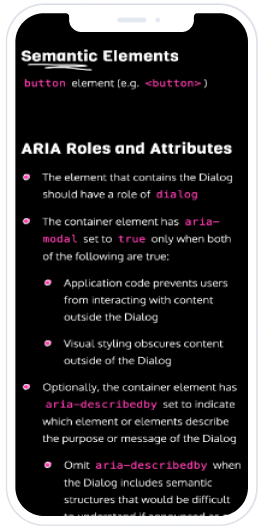 Semantic Elements
button element (e.g. <button>)
ARIA Roles and Attributes
The element that contains the Dialog
should have a role of dialog
The container element has aria-
modal set to true only when both
of the following are true:
Application code prevents users
from interacting with content
outside the Dialog
Visual styling obscures content
outside of the Dialog
Optionally, the container element has
aria-describedby set to indicate
which element or elements describe
the purpose or message of the Dialog
Omit aria-describedby when
the Dialog includes semantic
structures that would be difficult
to understand if announced as